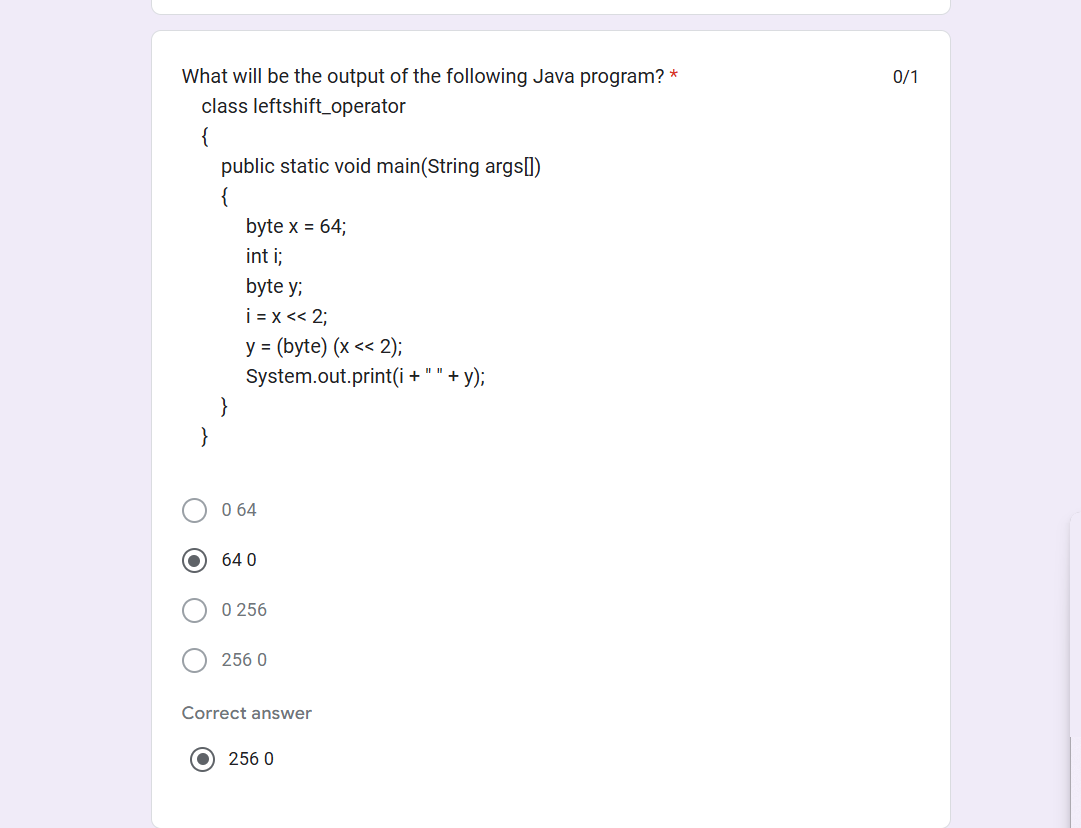 What will be the output of the following Java program? *
0/1
class leftshift_operator
{
public static void main(String args[])
{
byte x = 64;
int i;
byte y;
i = x << 2;
y = (byte) (x << 2);
System.out.print(i + " " + y);
}
}
0 64
64 0
0 256
256 0
Correct answer
256 0